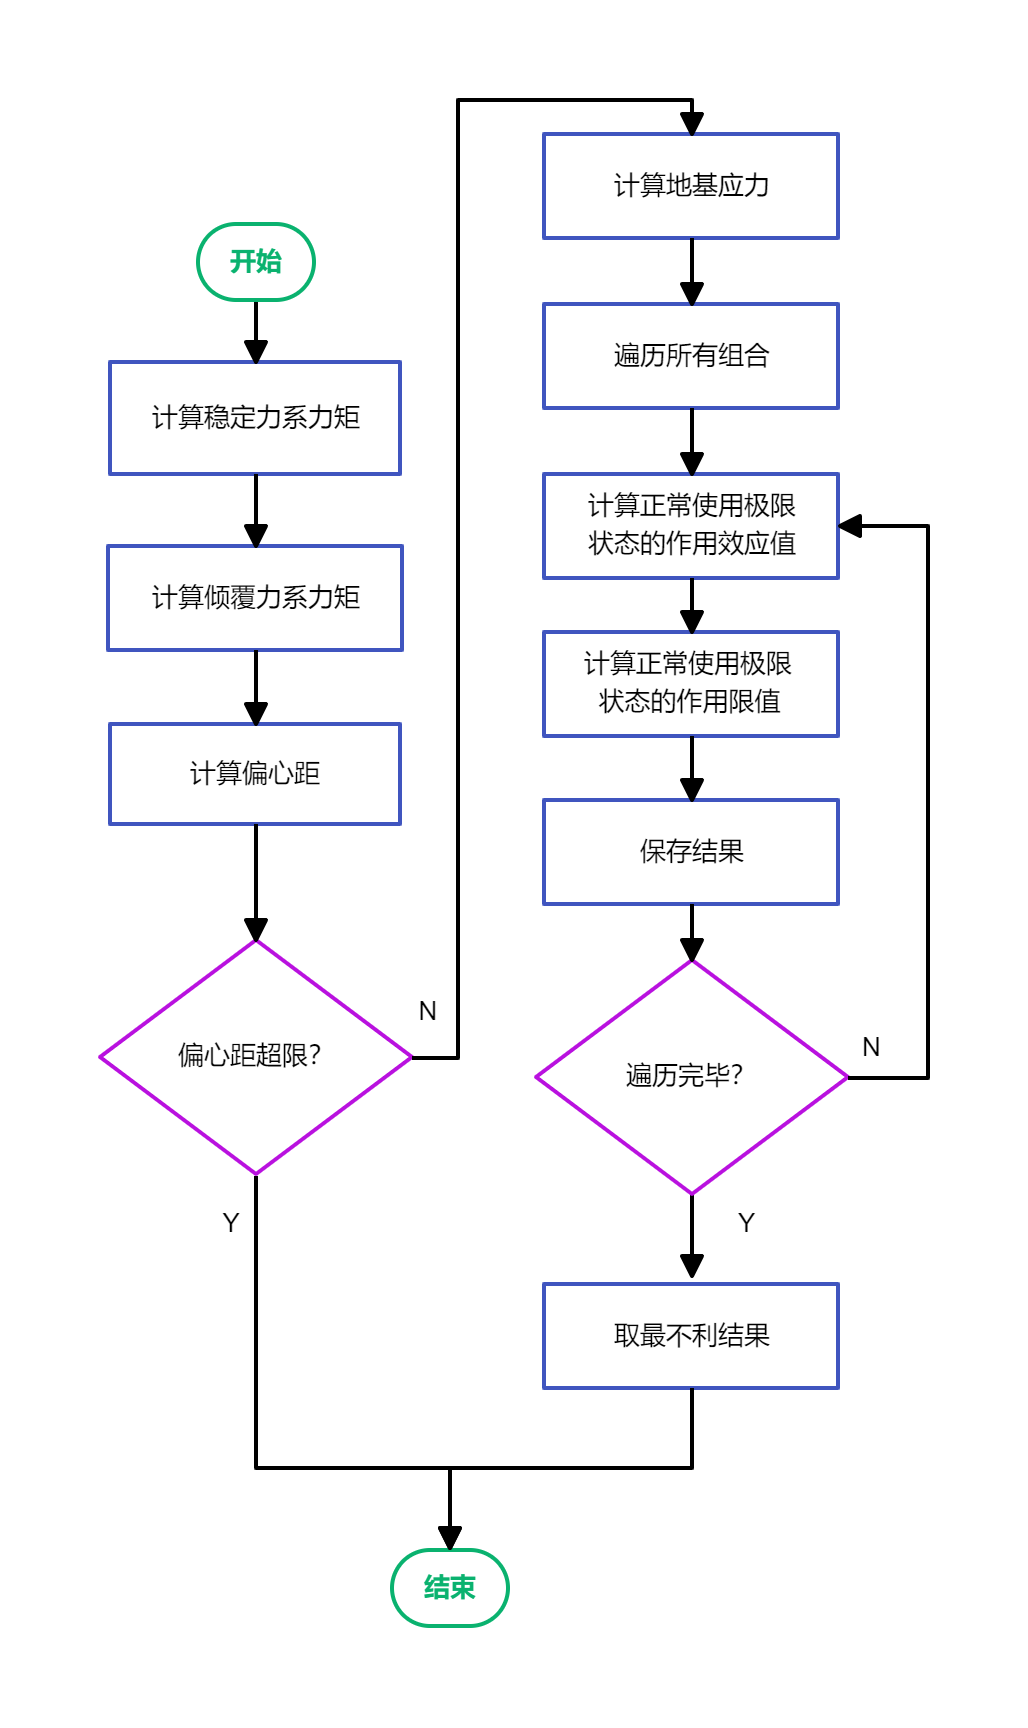 开始
计算稳定力系力矩
计算倾覆力系力矩
计算偏心距
偏心距超限?
N
Y
计算地基应力
遍历所有组合
计算正常使用极限
状态的作用效应值
计算正常使用极限
状态的作用限值
保存结果
遍历完毕?
N
Y
取最不利结果
结束